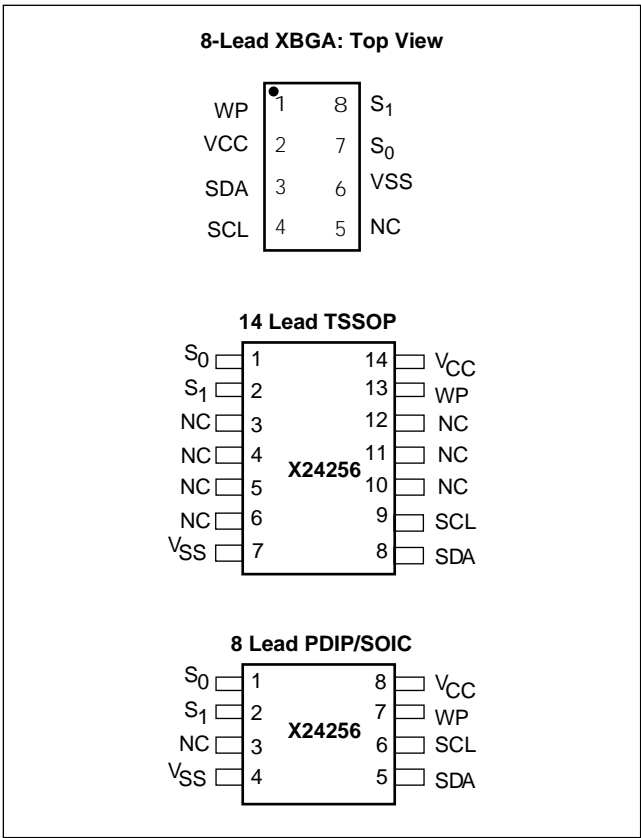 8-Lead XBGA: Top View
WP 1 8 S1
VCC 2 7 S0
SDA 3 6 VSS
SCL 4 5 NC
14 Lead TSSOP
S0 1 14 VCC
S1 2 13 WP
NC 3 12 NC
NC 4 11 NC
X24256
NC 5 10 NC
NC 6 9 SCL
VSS 7 8 SDA
8 Lead PDIP/SOIC
S0 1 8 VCC
S1 2 7 WP
X24256
NC 3 6 SCL
VSS 4 5 SDA